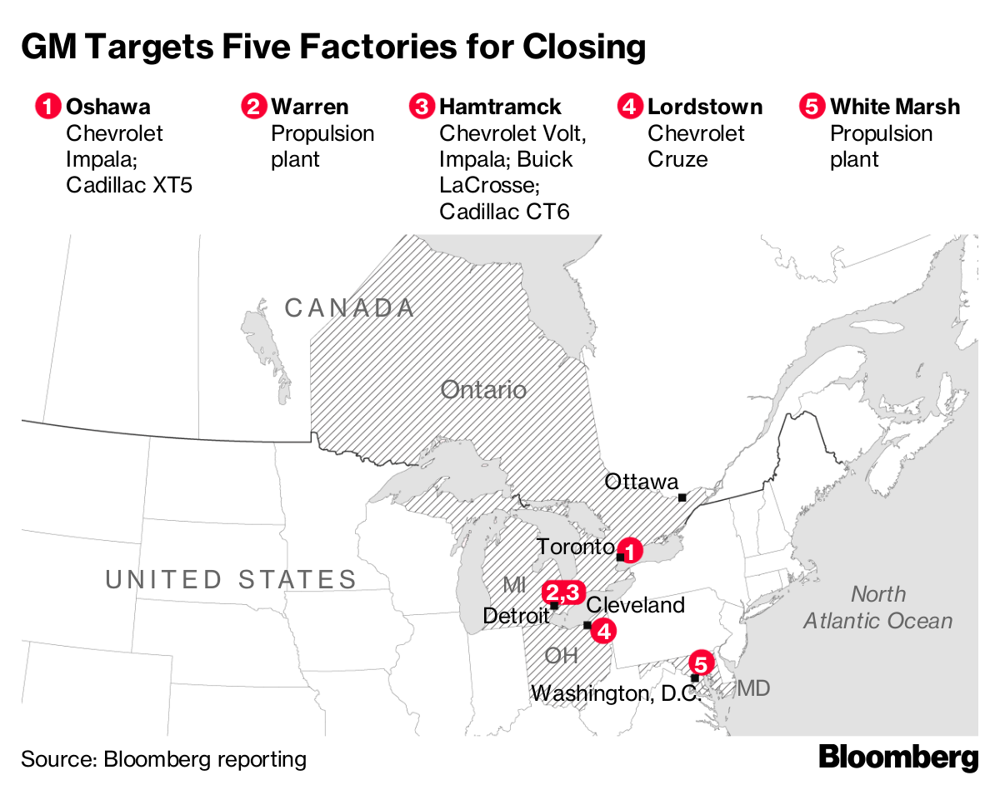 GM Targets Five Factories for Closing
1 Oshawa
Chevrolet
Impala;
Cadillac XT5
2 Warren
Propulsion
plant
3 Hamtramck
Chevrolet Volt,
Impala; Buick
LaCrosse;
Cadillac CT6
4 Lordstown
Chevrolet
Cruze
5 White Marsh
Propulsion
plant
CANADA
Ontario
Ottawa
Toronto
1
UNITED STATES
MI
2,3
Detroit
Cleveland
4
North
Atlantic Ocean
OH
5
Washington, D.C.
MD
Source: Bloomberg reporting
Bloomberg